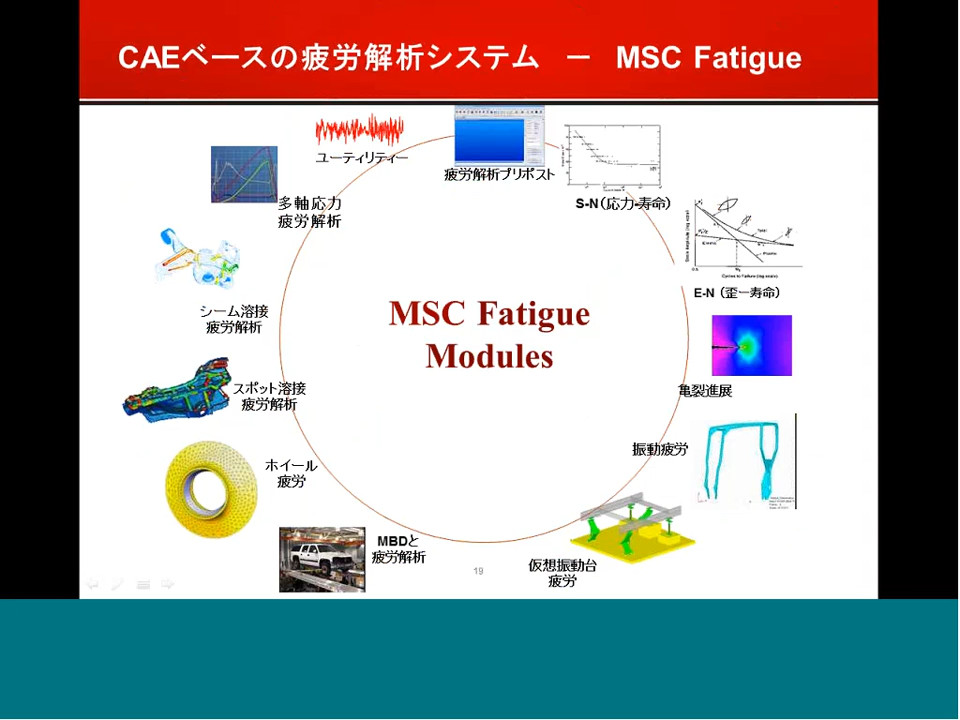 CAEベースの疲労解析システム － MSC Fatigue
ユーティリティー
疲労解析プリポスト
S-N（応力-寿命）
多軸応力
疲労解析
E-N （歪ー寿命）
シーム溶接
疲労解析
MSC Fatigue
Modules
亀裂進展
スポット溶接
疲労解析
振動疲労
ホイール
疲労
MBDと
疲労解析
仮想振動台
疲労
19